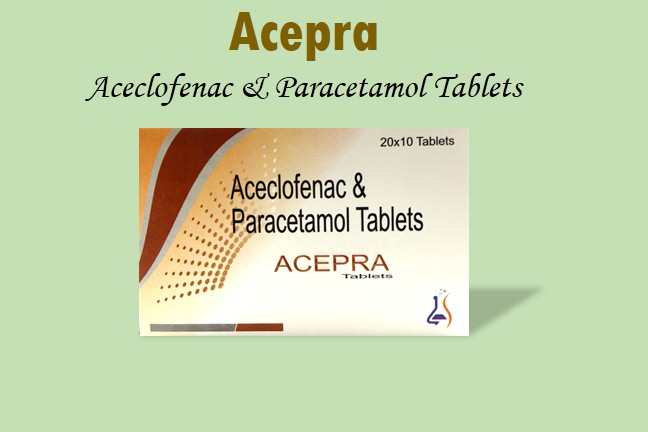 Acepra
Aceclofenac & Paracetamol Tablets
20x10 Tablets
Aceclofenac &
Paracetamol Tablets
ACEPRA
Tablets